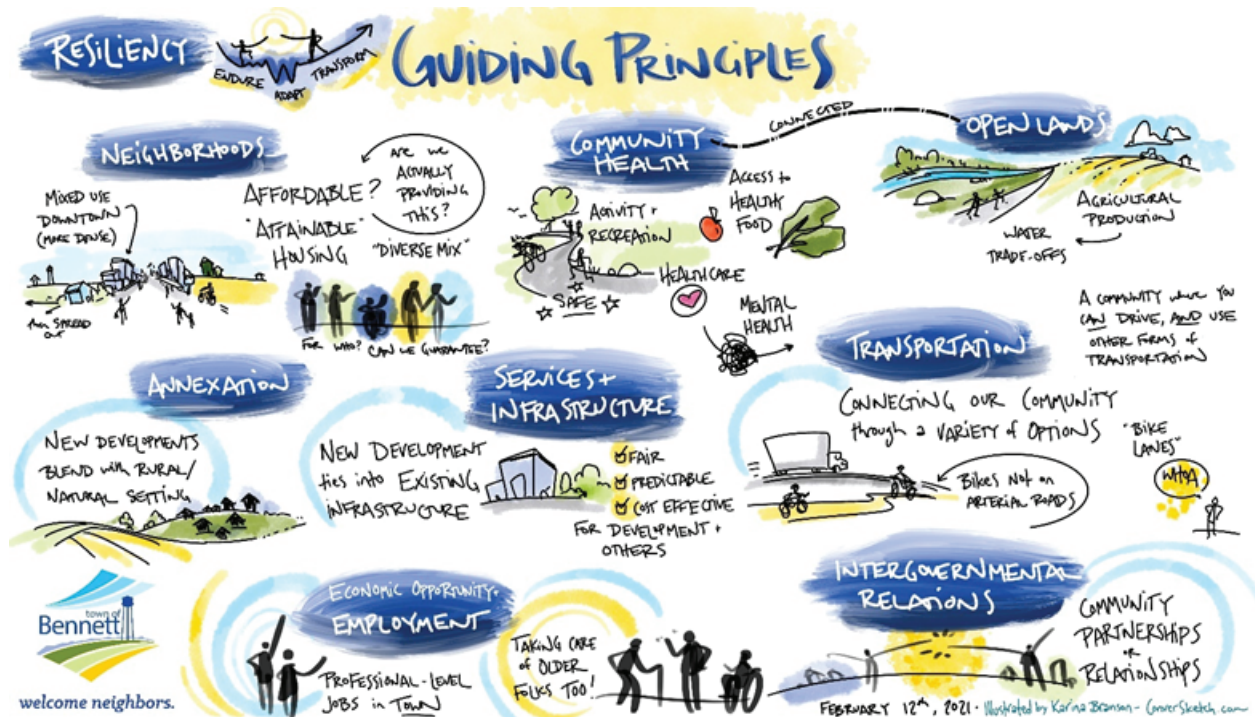 RESILIENCY
ENDURE
ADAPT
TRANSFORM
GUIDING PRINCIPLES
NEIGHBORHOODS
MIXED USE
DOWNTOWN
(MORE DENSE)
SPREAD
OUT
AFFORDABLE?
"ATTAINABLE"
HOUSING
ARE WE
ACTUALLY
PROVIDING
THIS?
"DIVERSE MIX"
FOR WHO? CAN WE GUARANTEE?
COMMUNITY
HEALTH
CONNECTED
ACTIVITY +
RECREATION
SAFE
ACCESS to
HEALTHY
FOOD
HEALTHCARE
MENTAL
HEALTH
OPEN LANDS
AGRICULTURAL
PRODUCTION
WATER
TRADE-OFFS
ANNEXATION
NEW DEVELOPMENTS
BLEND with RURAL/
NATURAL SETTING
SERVICES +
INFRASTRUCTURE
NEW DEVELOPMENT
ties into EXISTING
INFRASTRUCTURE
FAIR
PREDICTABLE
COST EFFECTIVE
FOR DEVELOPMENT +
OTHERS
TRANSPORTATION
A COMMUNITY where YOU
CAN DRIVE, AND USE
OTHER FORMS of
TRANSPORTATION
CONNECTING OUR COMMUNITY
through a VARIETY of OPTIONS
BIKES NOT on
ARTERIAL ROADS
"BIKE
LANES"
WHOA
town of
Bennett
welcome neighbors.
ECONOMIC OPPORTUNITY +
EMPLOYMENT
PROFESSIONAL-LEVEL
JOBS in TOWN
TAKING CARE
of OLDER
FOLKS TOO!
INTERGOVERNMENTAL
RELATIONS
COMMUNITY
PARTNERSHIPS
or
RELATIONSHIPS
FEBRUARY 12th, 2021 · Illustrated by Karina Branson - ConverSketch.com